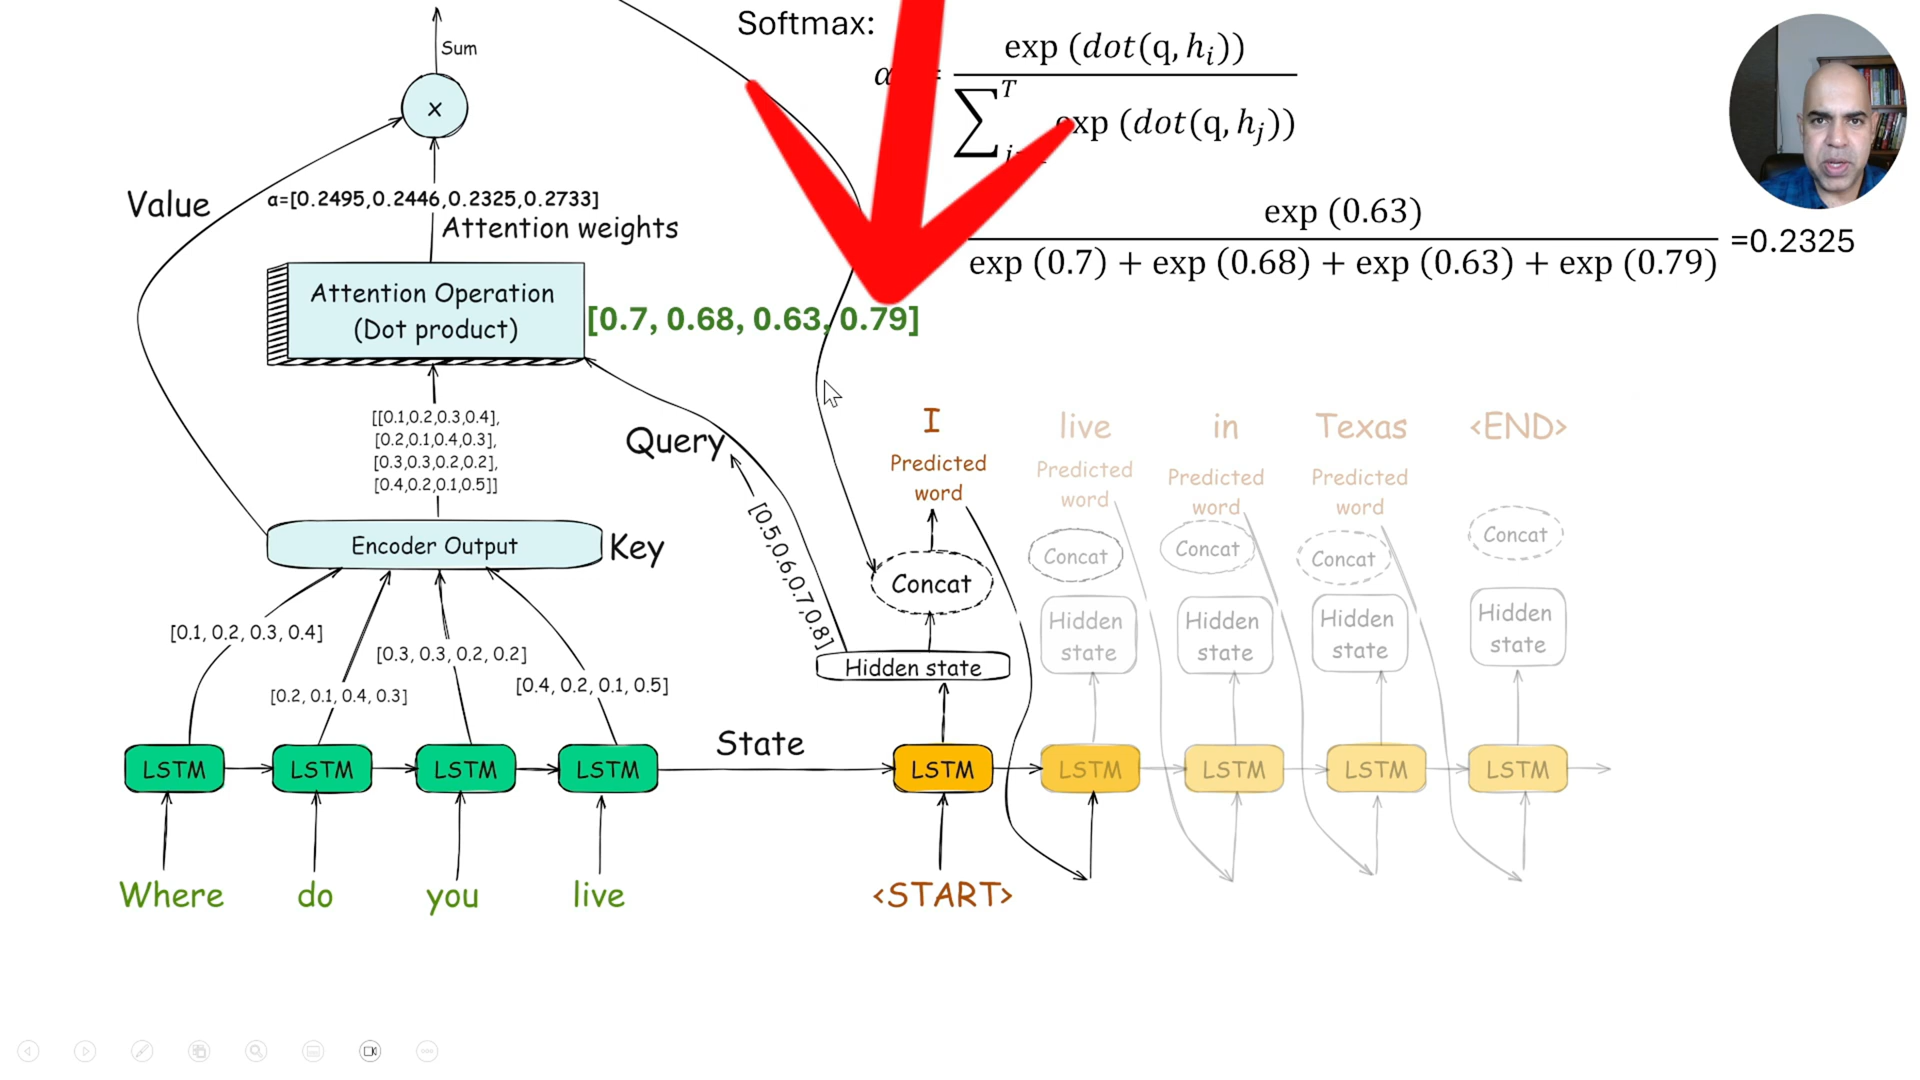 Sum
x
Value
α=[0.2495,0.2446,0.2325,0.2733]
Attention weights
Attention Operation
(Dot product)
[0.7, 0.68, 0.63, 0.79]
[[0.1,0.2,0.3,0.4],
[0.2,0.1,0.4,0.3],
[0.3,0.3,0.2,0.2],
[0.4,0.2,0.1,0.5]]
Encoder Output
Key
Query
[0.5,0.6,0.7,0.8]
[0.1, 0.2, 0.3, 0.4]
[0.2, 0.1, 0.4, 0.3]
[0.3, 0.3, 0.2, 0.2]
[0.4, 0.2, 0.1, 0.5]
LSTM
LSTM
LSTM
LSTM
Where
do
you
live
State
Softmax:
α =
exp (dot(q, hᵢ))
∑ T exp (dot(q, hⱼ))
exp (0.63)
exp (0.7) + exp (0.68) + exp (0.63) + exp (0.79)
=0.2325
I
Predicted
word
Concat
Hidden state
LSTM
<START>
live
Predicted
word
Concat
Hidden
state
LSTM
in
Predicted
word
Concat
Hidden
state
LSTM
Texas
Predicted
word
Concat
Hidden
state
LSTM
<END>
Concat
Hidden
state
LSTM